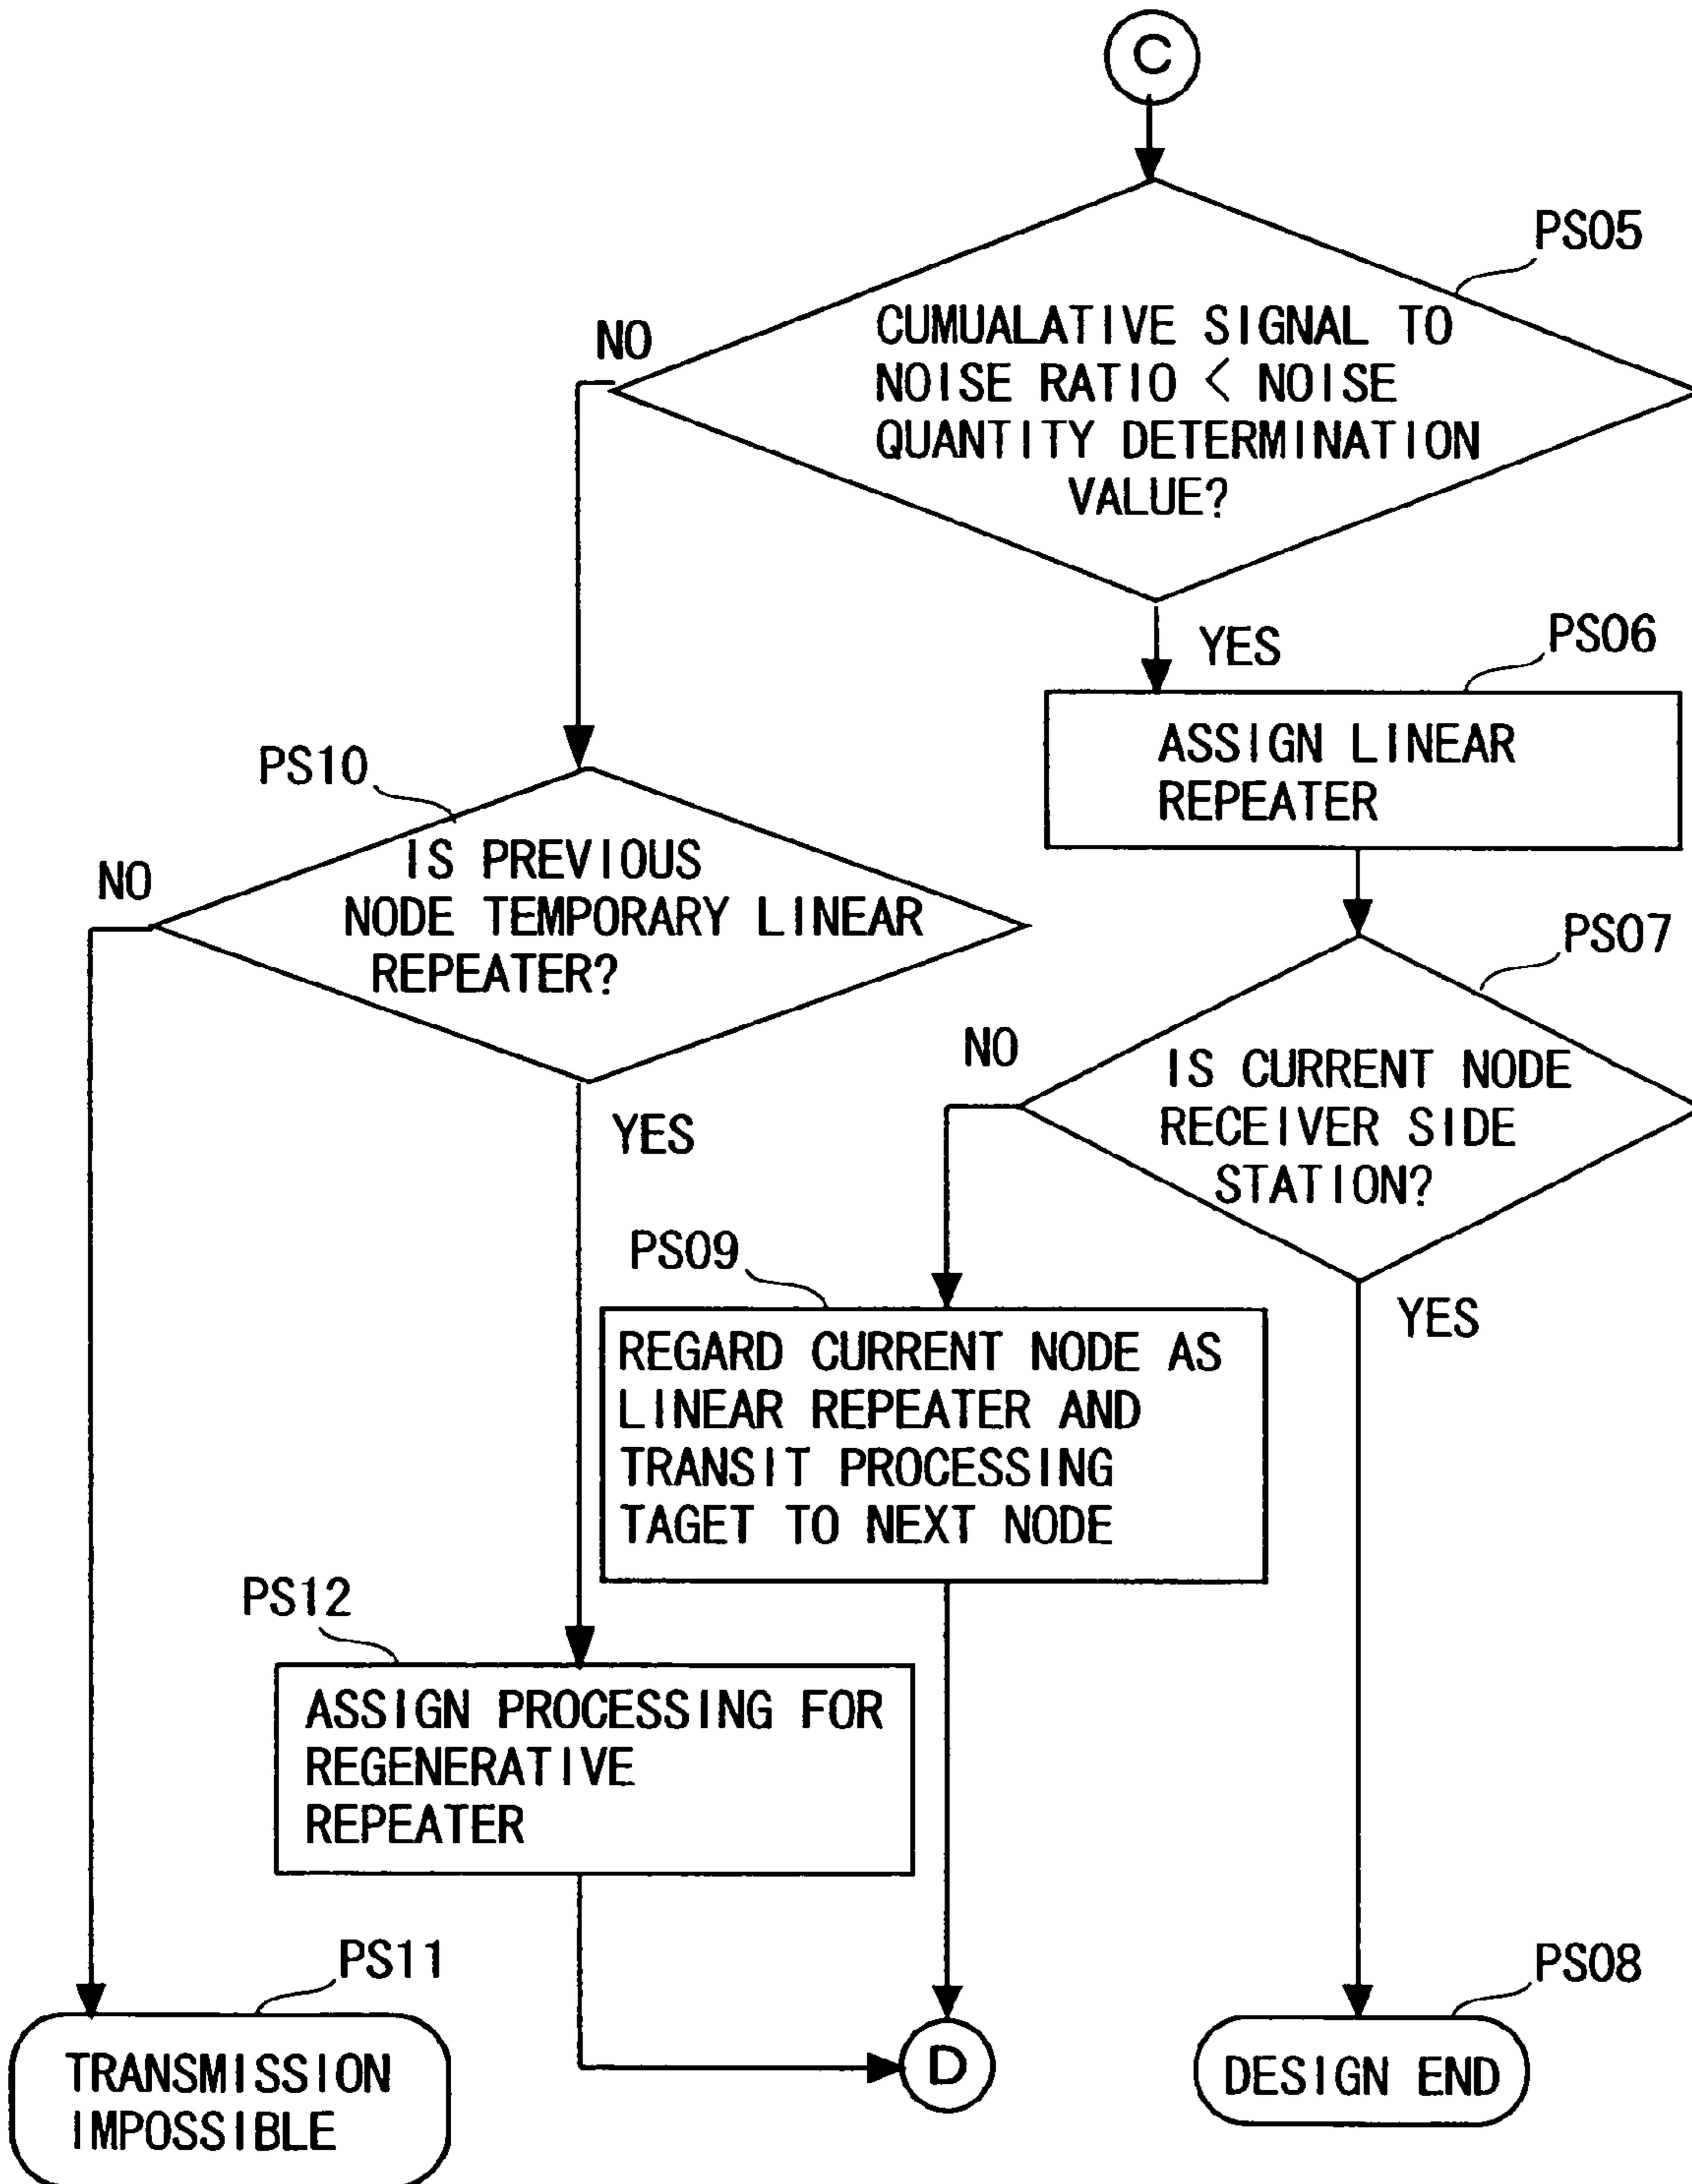 C
PS05
CUMUALATIVE SIGNAL TO
NOISE RATIO < NOISE
QUANTITY DETERMINATION
VALUE?
NO
YES
PS06
ASSIGN LINEAR
REPEATER
PS10
IS PREVIOUS
NODE TEMPORARY LINEAR
REPEATER?
NO
YES
PS07
IS CURRENT NODE
RECEIVER SIDE
STATION?
NO
YES
PS09
REGARD CURRENT NODE AS
LINEAR REPEATER AND
TRANSIT PROCESSING
TAGET TO NEXT NODE
PS12
ASSIGN PROCESSING FOR
REGENERATIVE
REPEATER
PS11
TRANSMISSION
IMPOSSIBLE
D
PS08
DESIGN END